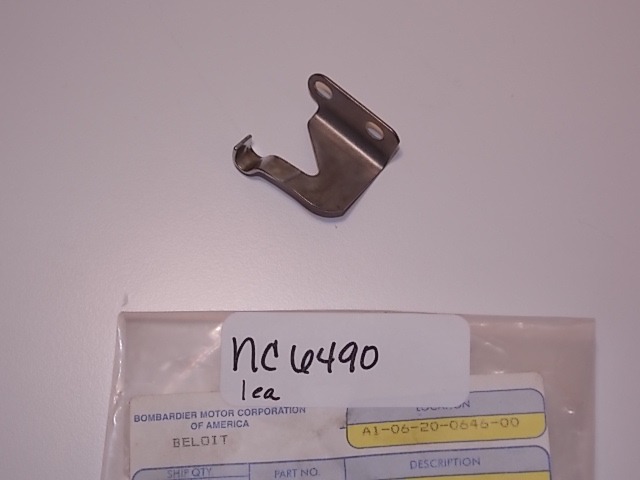 NC6490
1ea
BOMBARDIER MOTOR CORPORATION
OF AMERICA
BELOIT
LOCATION
A1-06-20-0646-00
SHIP QTY.
PART NO.
DESCRIPTION